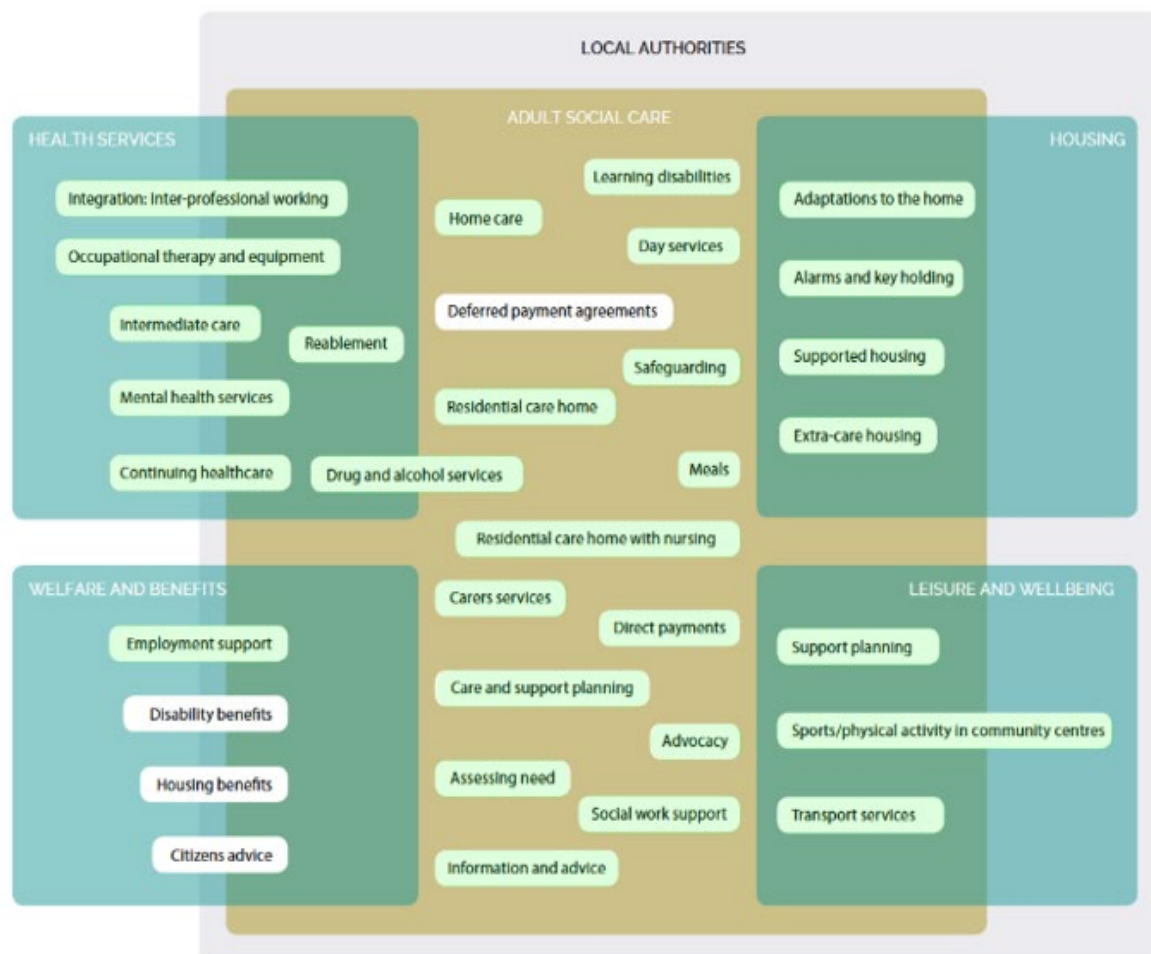 LOCAL AUTHORITIES
ADULT SOCIAL CARE
HEALTH SERVICES
Integration: Inter-professional working
Occupational therapy and equipment
Intermediate care
Reablement
Mental health services
Continuing healthcare
Drug and alcohol services
Learning disabilities
Home care
Day services
Deferred payment agreements
Safeguarding
Residential care home
Meals
Residential care home with nursing
Carers services
Direct payments
Care and support planning
Advocacy
Assessing need
Social work support
Information and advice
HOUSING
Adaptations to the home
Alarms and key holding
Supported housing
Extra-care housing
WELFARE AND BENEFITS
Employment support
Disability benefits
Housing benefits
Citizens advice
LEISURE AND WELLBEING
Support planning
Sports/physical activity in community centres
Transport services